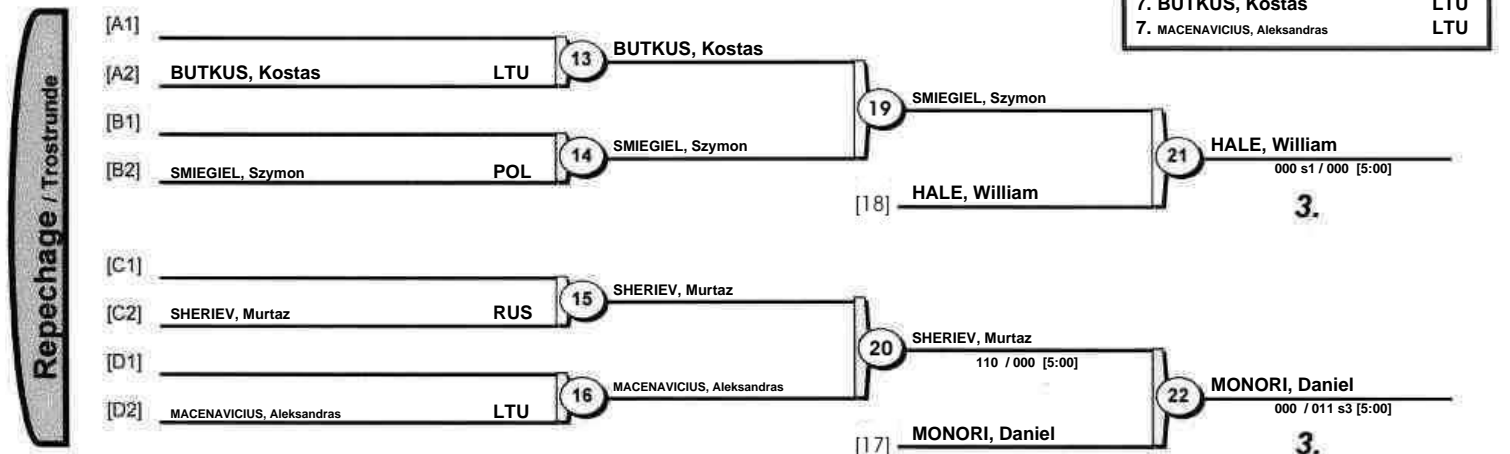 7. BUTKUS, Kostas LTU
7. MACENAVICIUS, Aleksandras LTU
Repechage / Trostrunde
[A1]
[A2] BUTKUS, Kostas LTU
13 BUTKUS, Kostas
[B1]
[B2] SMIEGIEL, Szymon POL
14 SMIEGIEL, Szymon
19 SMIEGIEL, Szymon
[18] HALE, William
21 HALE, William
000 s1 / 000 [5:00]
3.
[C1]
[C2] SHERIEV, Murtaz RUS
15 SHERIEV, Murtaz
[D1]
[D2] MACENAVICIUS, Aleksandras LTU
16 MACENAVICIUS, Aleksandras
20 SHERIEV, Murtaz
110 / 000 [5:00]
[17] MONORI, Daniel
22 MONORI, Daniel
000 / 011 s3 [5:00]
3.